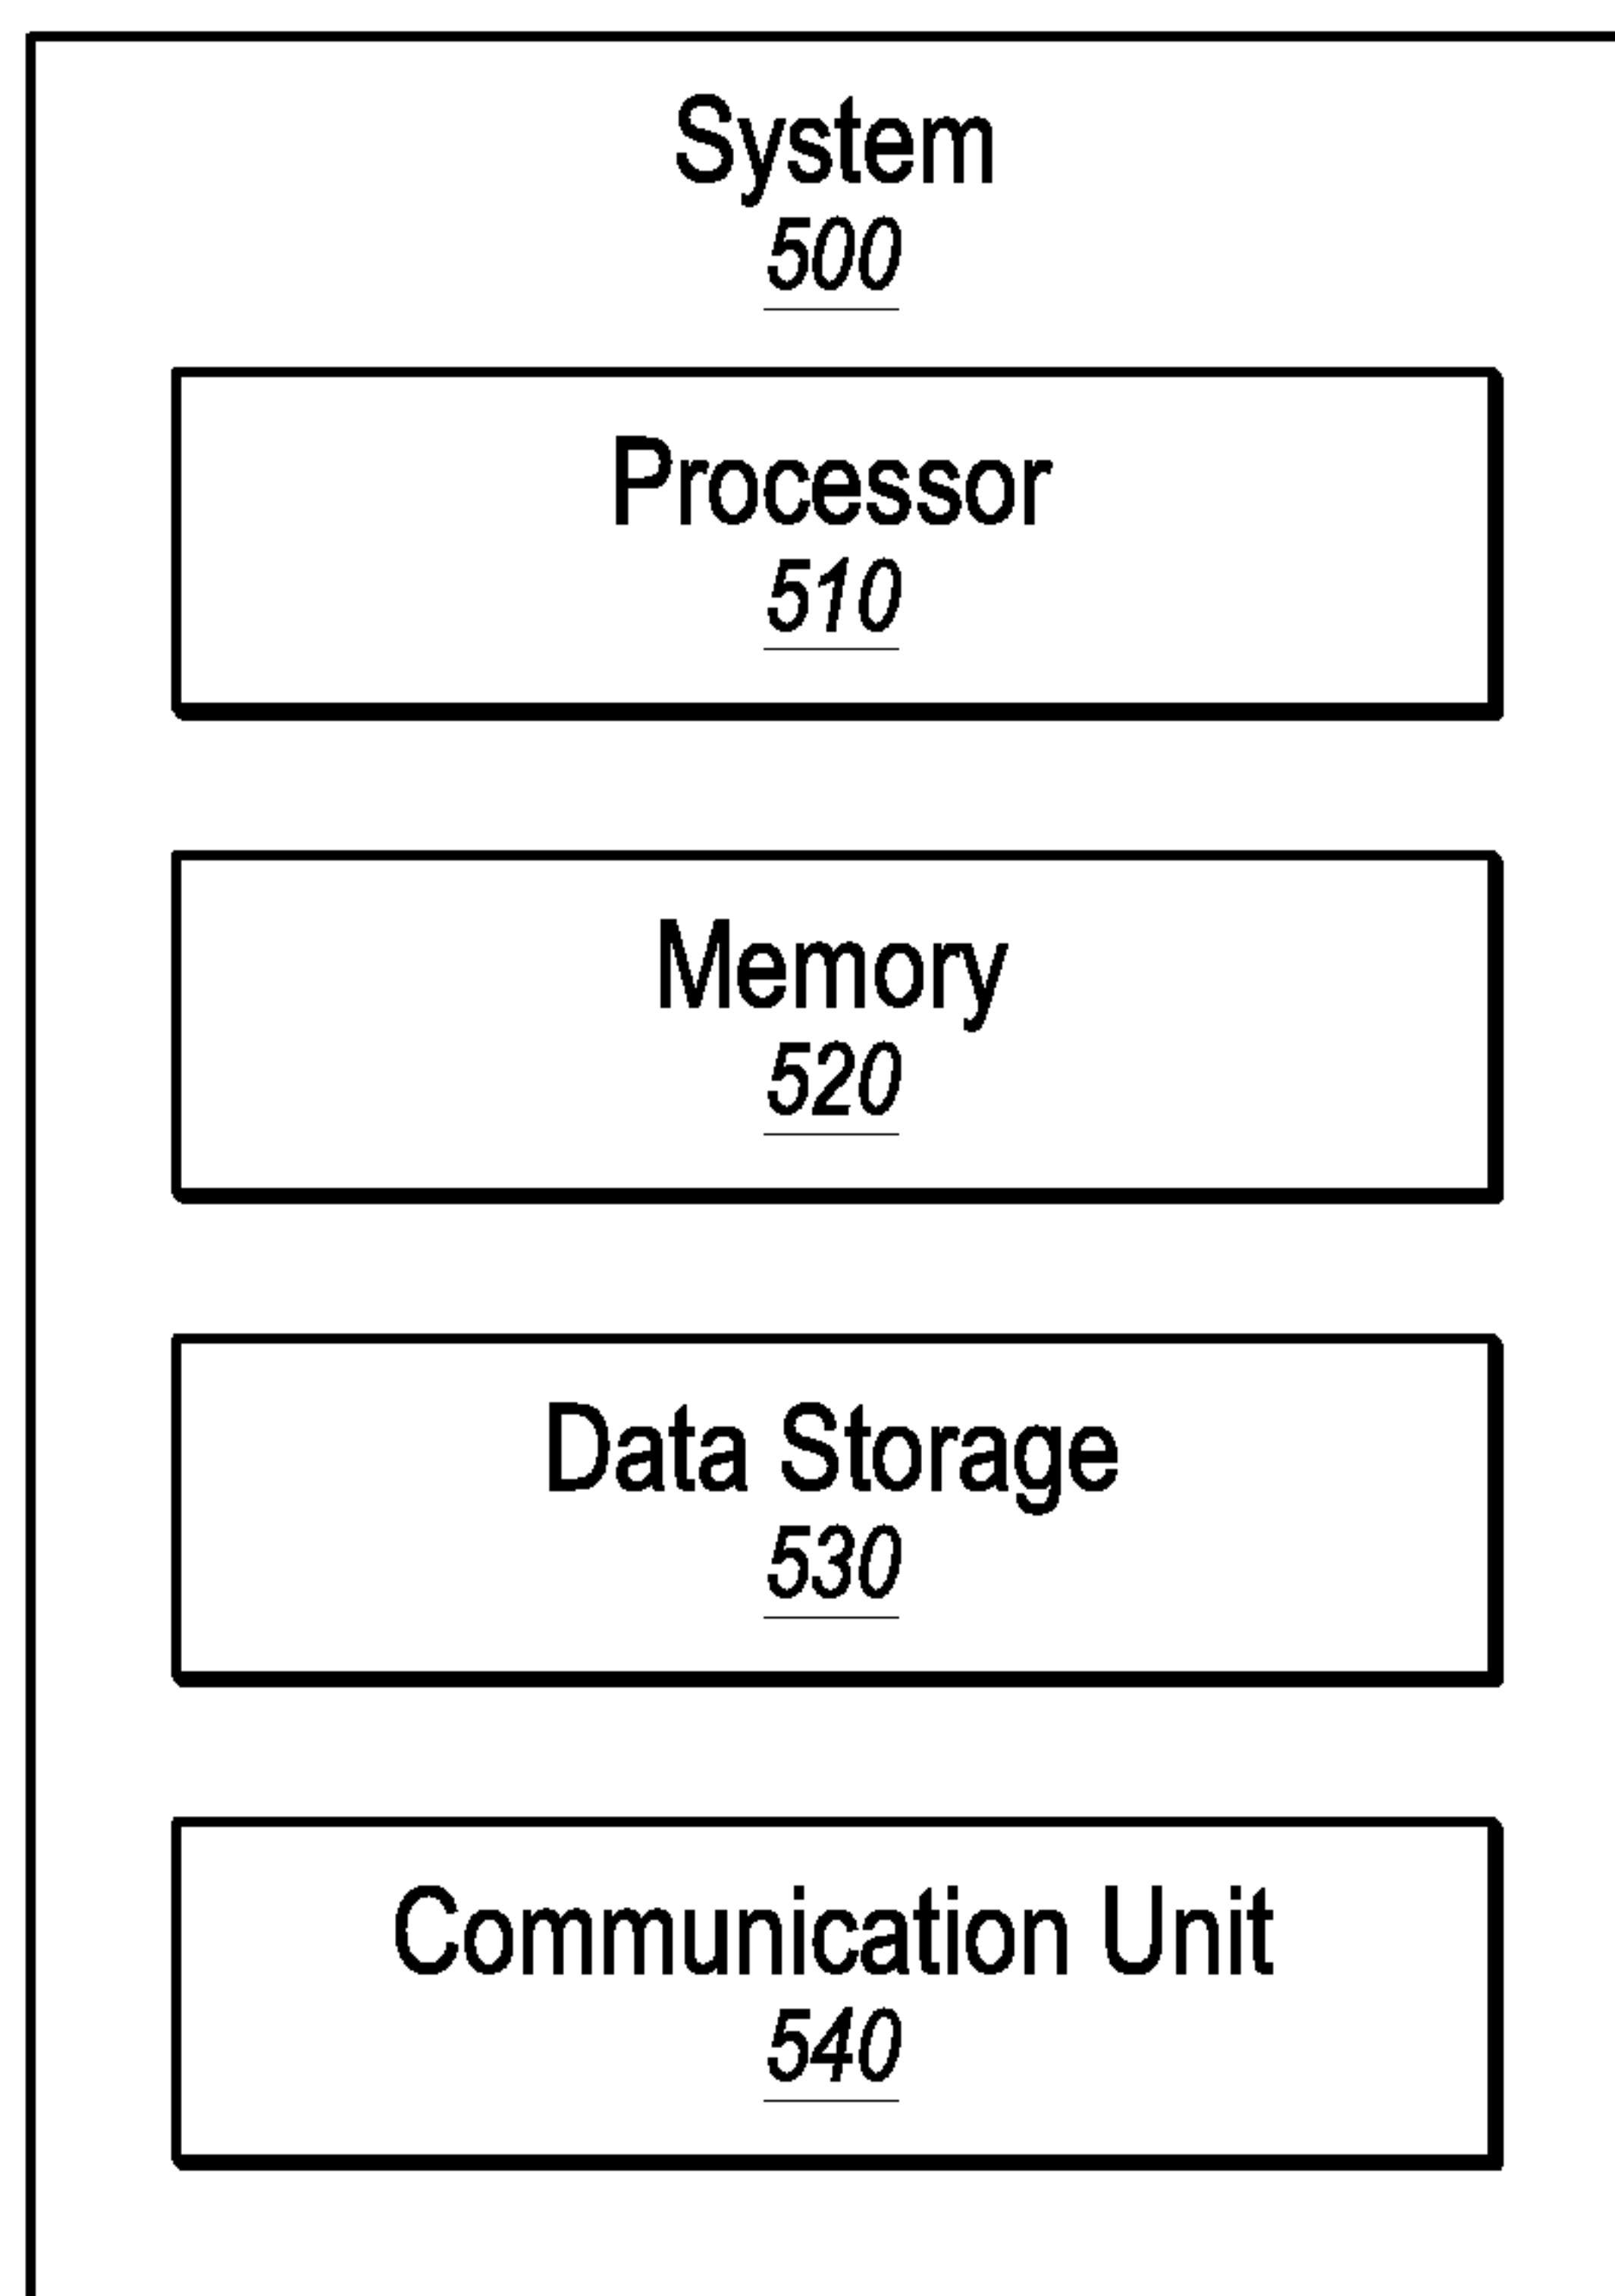 System
500
Processor
510
Memory
520
Data Storage
530
Communication Unit
540